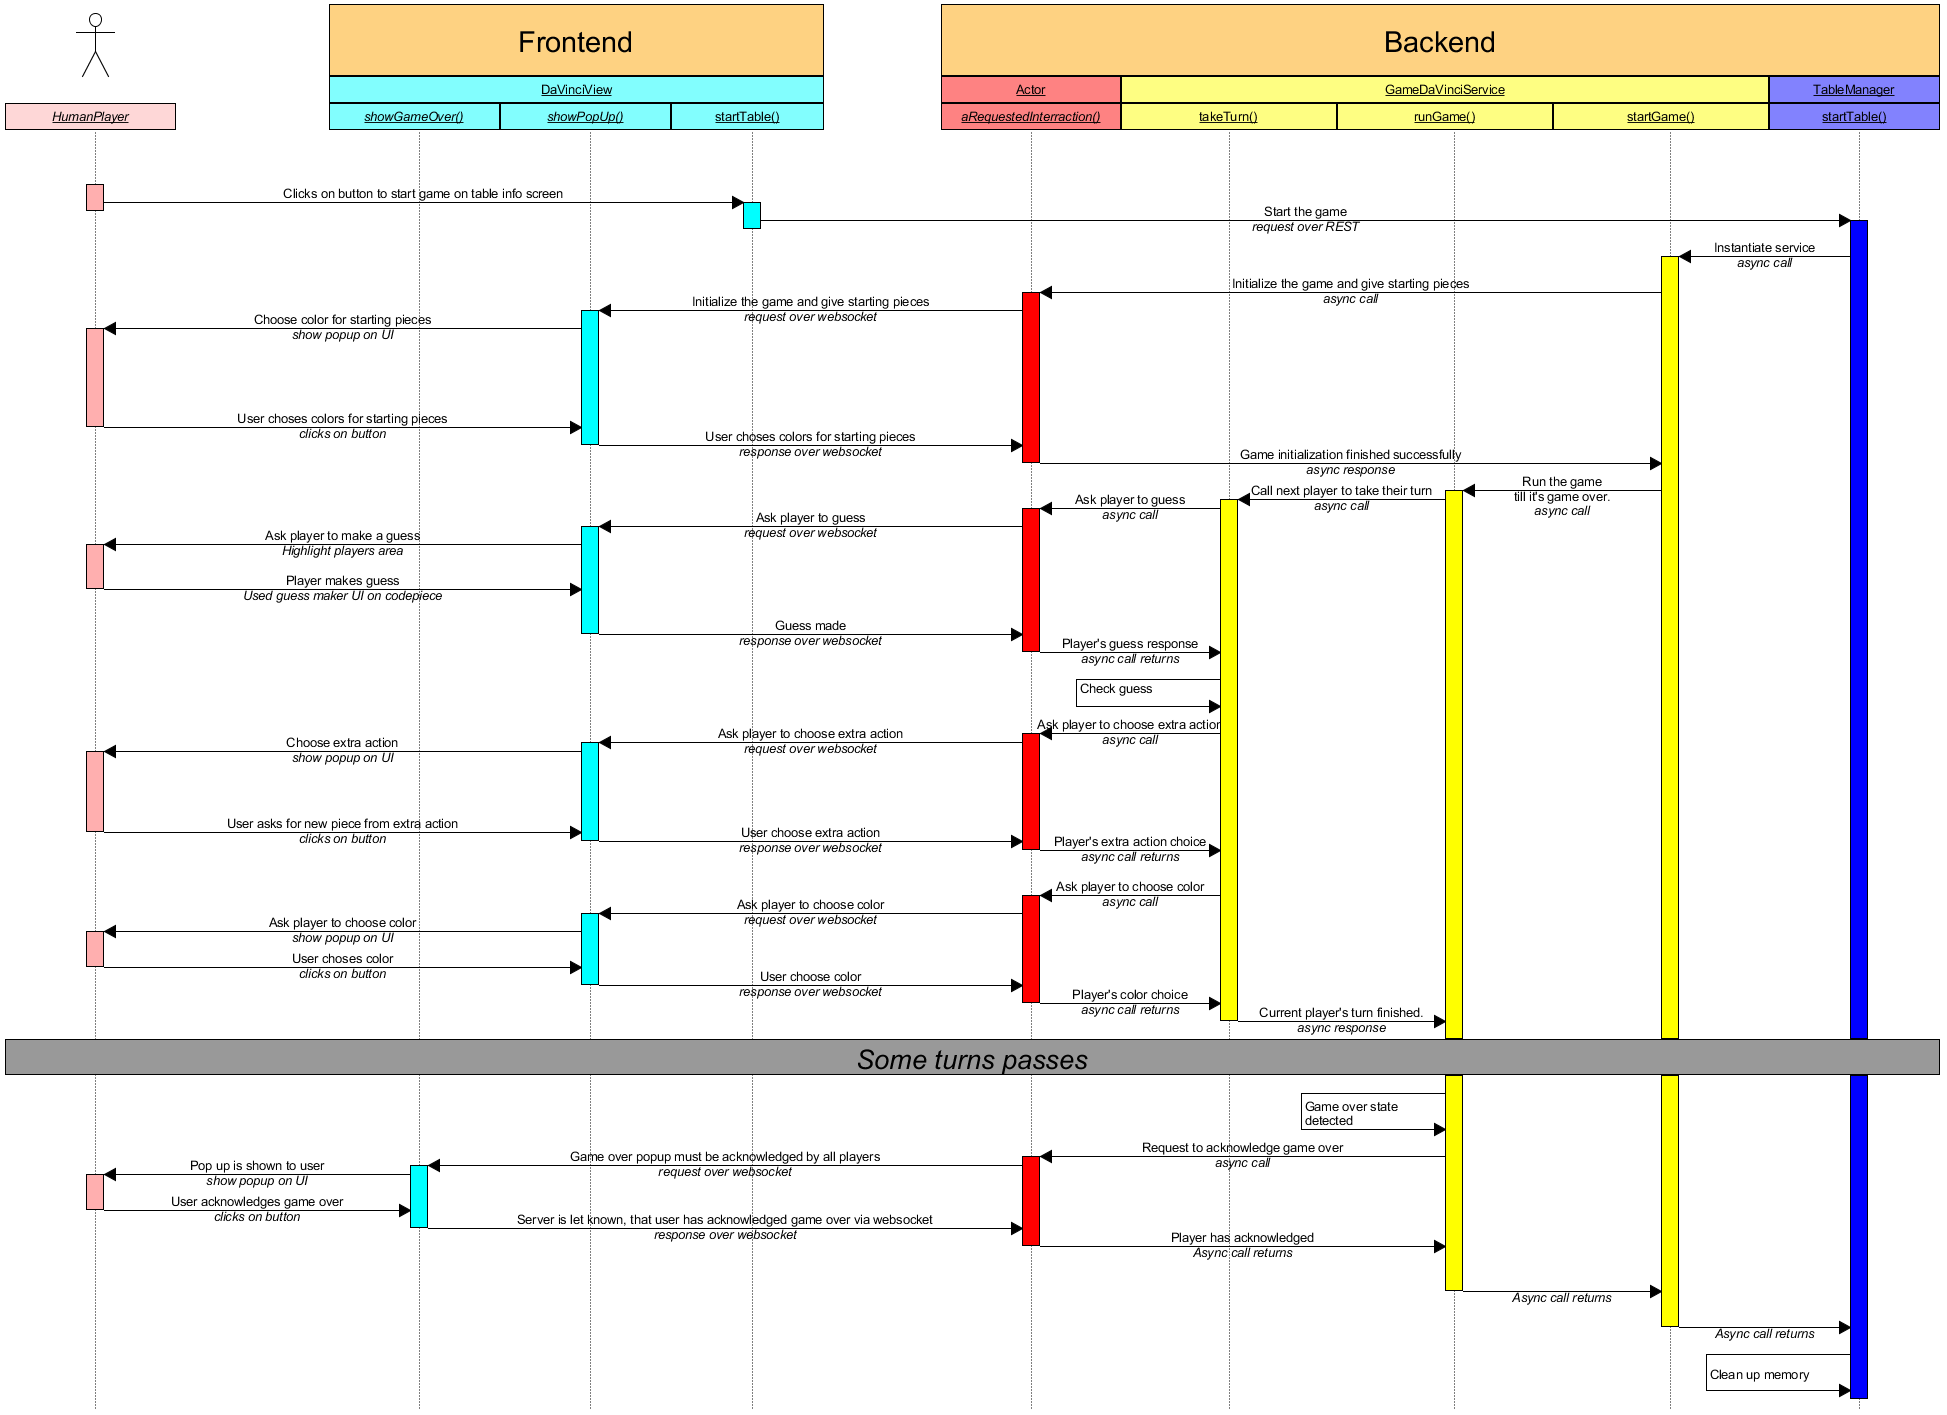 Frontend
Backend
DaVinciView
Actor
GameDaVinciService
TableManager
HumanPlayer
showGameOver()
showPopUp()
startTable()
aRequestedInterraction()
takeTurn()
runGame()
startGame()
startTable()
Clicks on button to start game on table info screen
Start the game
request over REST
Instantiate service
async call
Initialize the game and give starting pieces
async call
Initialize the game and give starting pieces
request over websocket
Choose color for starting pieces
show popup on UI
User choses colors for starting pieces
clicks on button
User choses colors for starting pieces
response over websocket
Game initialization finished successfully
async response
Run the game
till it's game over.
async call
Call next player to take their turn
async call
Ask player to guess
async call
Ask player to guess
request over websocket
Ask player to make a guess
Highlight players area
Player makes guess
Used guess maker UI on codepiece
Guess made
response over websocket
Player's guess response
async call returns
Check guess
Ask player to choose extra action
async call
Ask player to choose extra action
request over websocket
Choose extra action
show popup on UI
User asks for new piece from extra action
clicks on button
User choose extra action
response over websocket
Player's extra action choice
async call returns
Ask player to choose color
async call
Ask player to choose color
request over websocket
Ask player to choose color
show popup on UI
User choses color
clicks on button
User choose color
response over websocket
Player's color choice
async call returns
Current player's turn finished.
async response
Some turns passes
Game over state
detected
Request to acknowledge game over
async call
Game over popup must be acknowledged by all players
request over websocket
Pop up is shown to user
show popup on UI
User acknowledges game over
clicks on button
Server is let known, that user has acknowledged game over via websocket
response over websocket
Player has acknowledged
Async call returns
Async call returns
Async call returns
Clean up memory